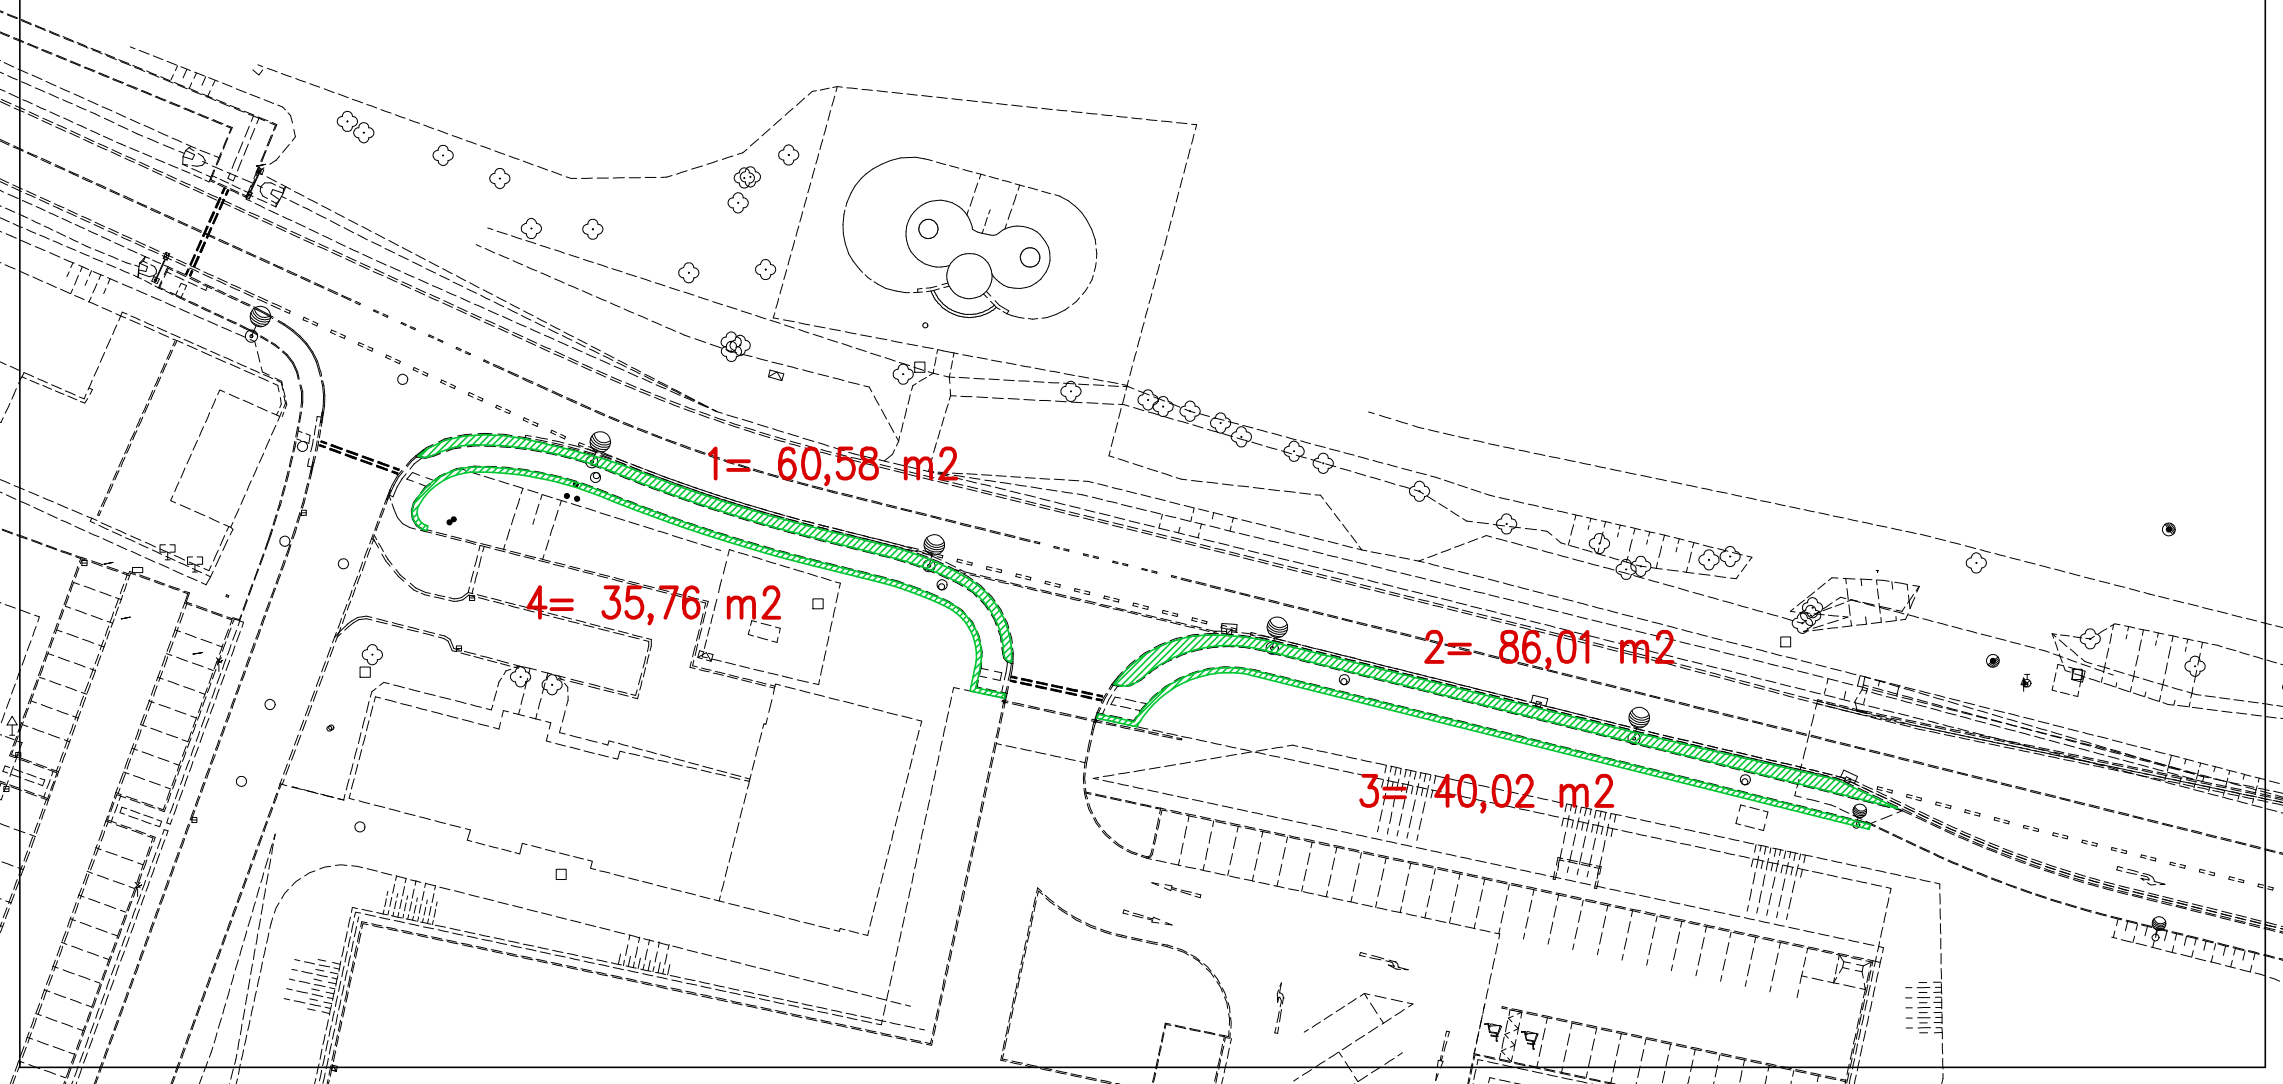 1= 60,58 m2
4= 35,76 m2
2= 86,01 m2
3= 40,02 m2